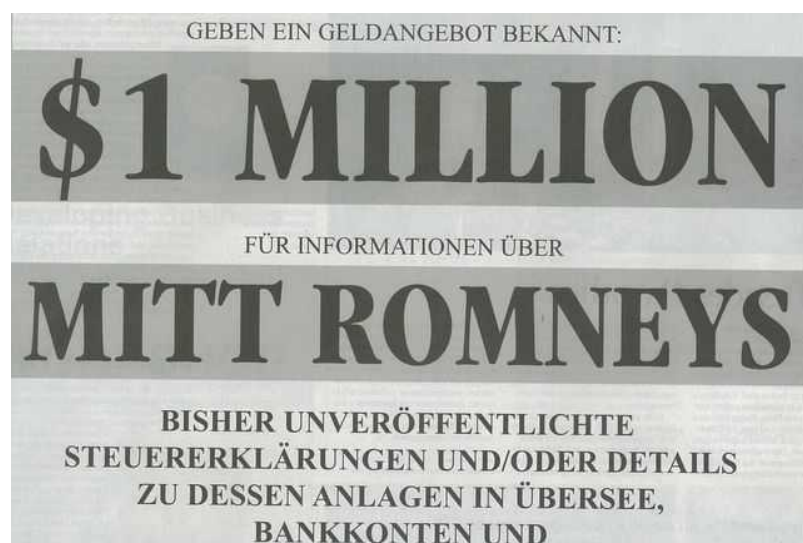 GEBEN EIN GELDANGEBOT BEKANNT:
$1 MILLION
FÜR INFORMATIONEN ÜBER
MITT ROMNEYS
BISHER UNVERÖFFENTLICHTE
STEUERERKLÄRUNGEN UND/ODER DETAILS
ZU DESSEN ANLAGEN IN ÜBERSEE,
BANKKONTEN UND